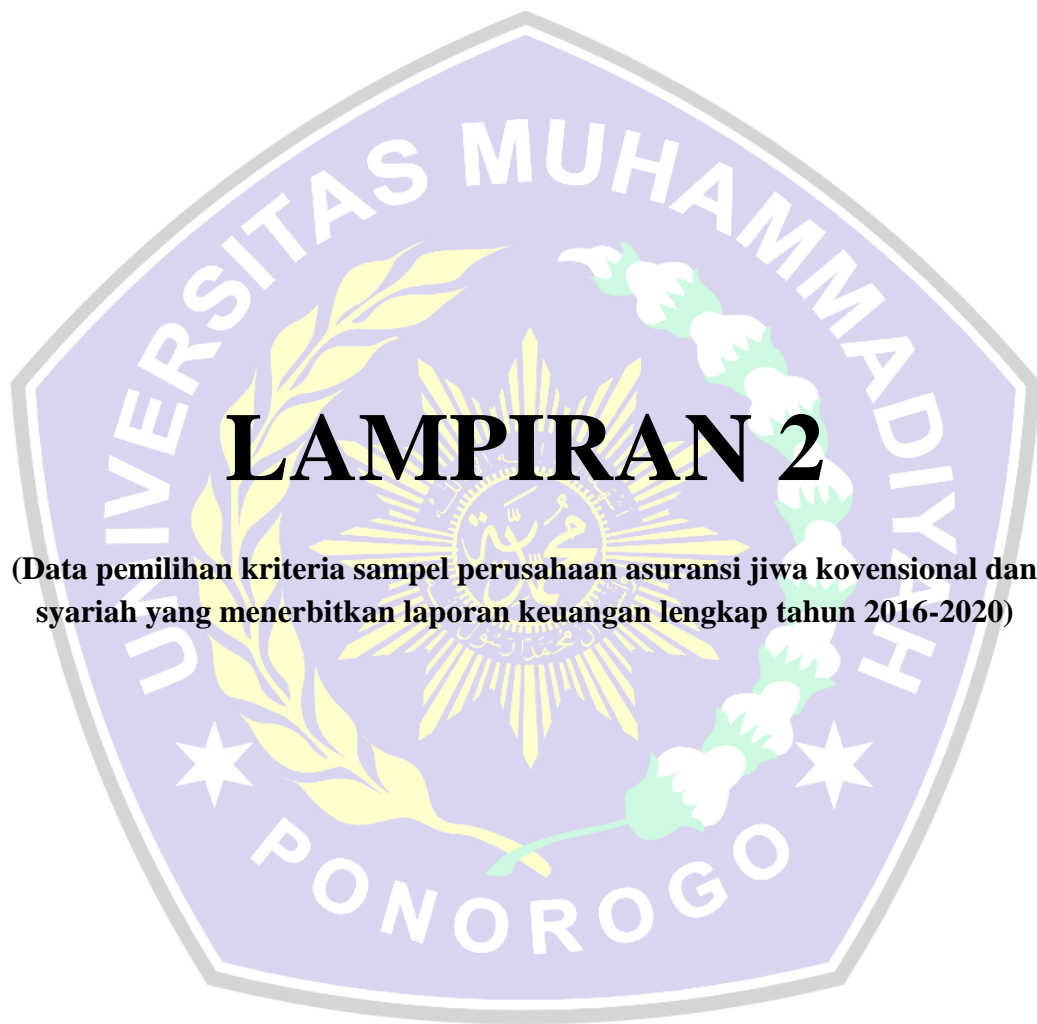 UNIVERSITAS MUHAMMADIYAH
LAMPIRAN 2
(Data pemilihan kriteria sampel perusahaan asuransi jiwa kovensional dan
syariah yang menerbitkan laporan keuangan lengkap tahun 2016-2020)
PONOROGO
محمدية